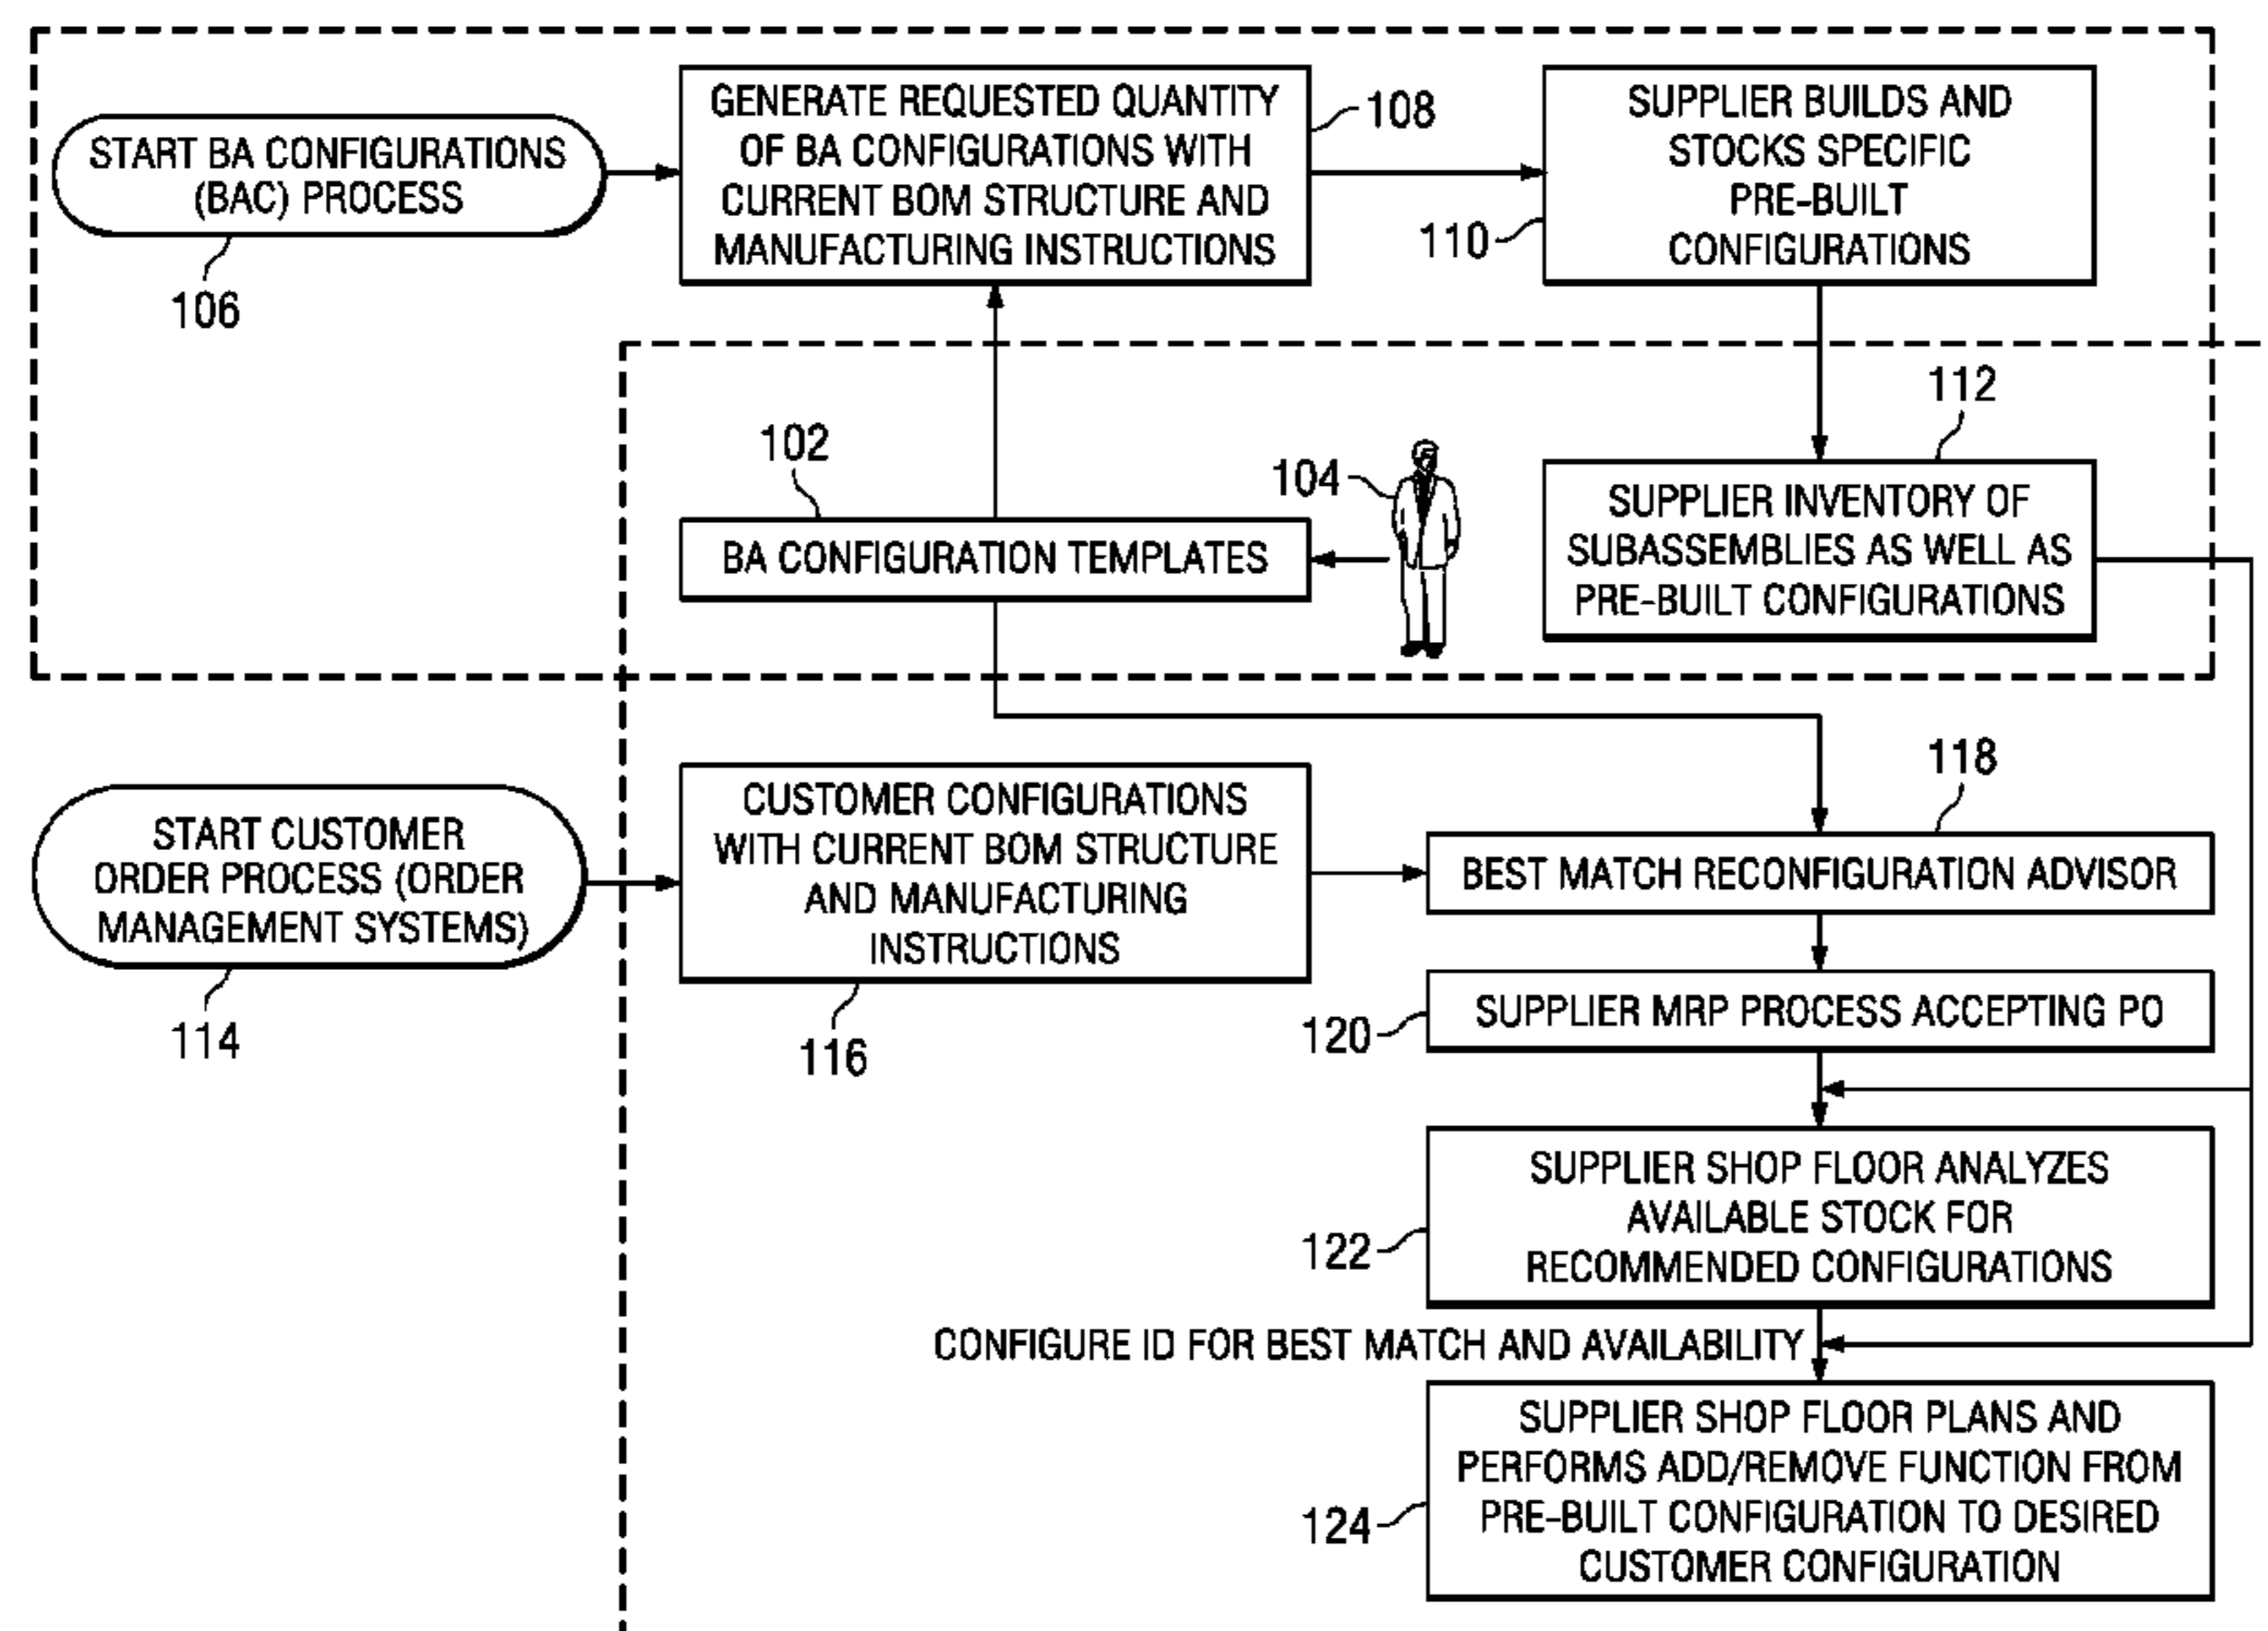 START BA CONFIGURATIONS
(BAC) PROCESS
106
GENERATE REQUESTED QUANTITY
OF BA CONFIGURATIONS WITH
CURRENT BOM STRUCTURE AND
MANUFACTURING INSTRUCTIONS
108
SUPPLIER BUILDS AND
STOCKS SPECIFIC
PRE-BUILT
CONFIGURATIONS
110
102
BA CONFIGURATION TEMPLATES
104
112
SUPPLIER INVENTORY OF
SUBASSEMBLIES AS WELL AS
PRE-BUILT CONFIGURATIONS
START CUSTOMER
ORDER PROCESS (ORDER
MANAGEMENT SYSTEMS)
114
CUSTOMER CONFIGURATIONS
WITH CURRENT BOM STRUCTURE
AND MANUFACTURING
INSTRUCTIONS
116
118
BEST MATCH RECONFIGURATION ADVISOR
SUPPLIER MRP PROCESS ACCEPTING PO
120
SUPPLIER SHOP FLOOR ANALYZES
AVAILABLE STOCK FOR
RECOMMENDED CONFIGURATIONS
122
CONFIGURE ID FOR BEST MATCH AND AVAILABILITY
SUPPLIER SHOP FLOOR PLANS AND
PERFORMS ADD/REMOVE FUNCTION FROM
PRE-BUILT CONFIGURATION TO DESIRED
CUSTOMER CONFIGURATION
124